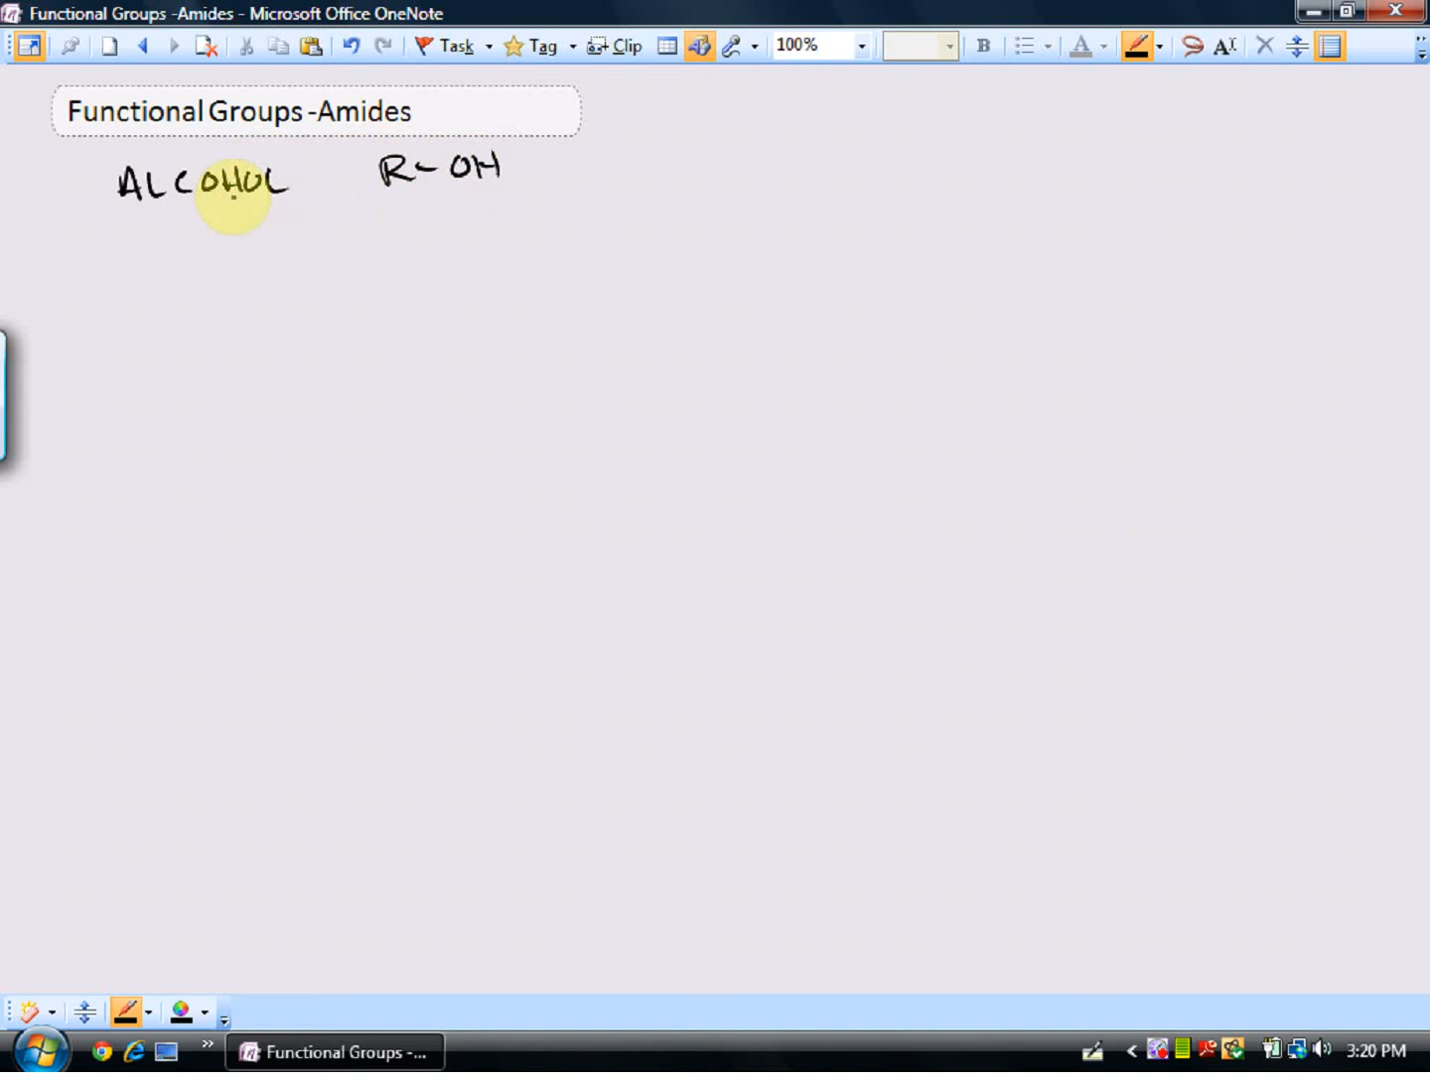 Functional Groups -Amides - Microsoft Office OneNote
Task Tag Clip 100% B A
Functional Groups -Amides
ALCOHOL R- OH
Functional Groups -... 3:20 PM